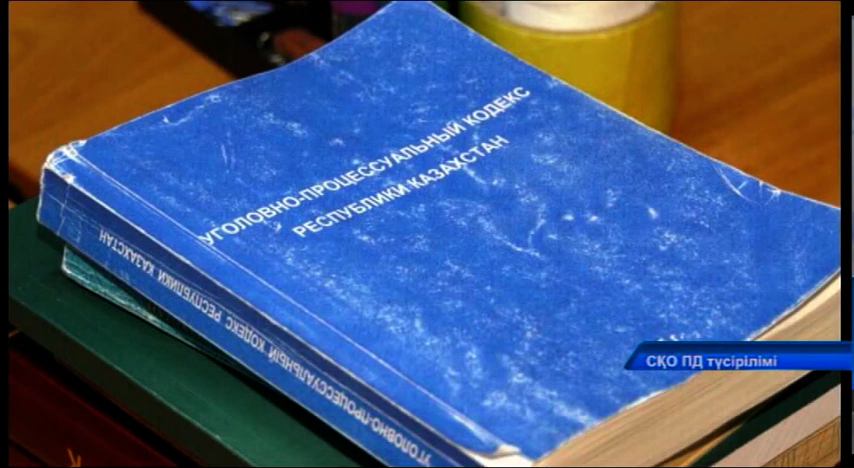 УГОЛОВНО-ПРОЦЕССУАЛЬНЫЙ КОДЕКС
РЕСПУБЛИКИ КАЗАХСТАН
УГОЛОВНО-ПРОЦЕССУАЛЬНЫЙ КОДЕКС РЕСПУБЛИКИ КАЗАХСТАН
СҚО ПД түсірілімі